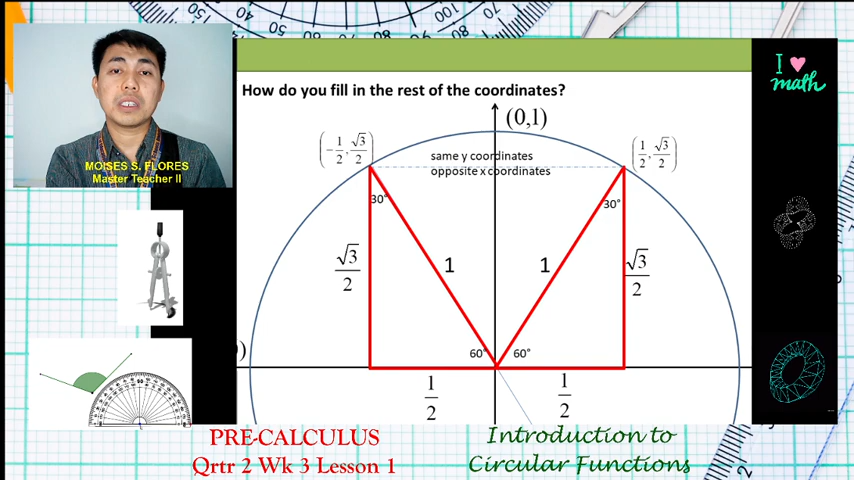 How do you fill in the rest of the coordinates?
(0,1)
(-1/2, √3/2)
(1/2, √3/2)
same y coordinates
opposite x coordinates
30°
30°
√3/2
1
1
√3/2
60°
60°
)
1/2
1/2
I ♥
math
MOISES S. FLORES
Master Teacher II
PRE-CALCULUS
Qrtr 2 Wk 3 Lesson 1
Introduction to
Circular Functions